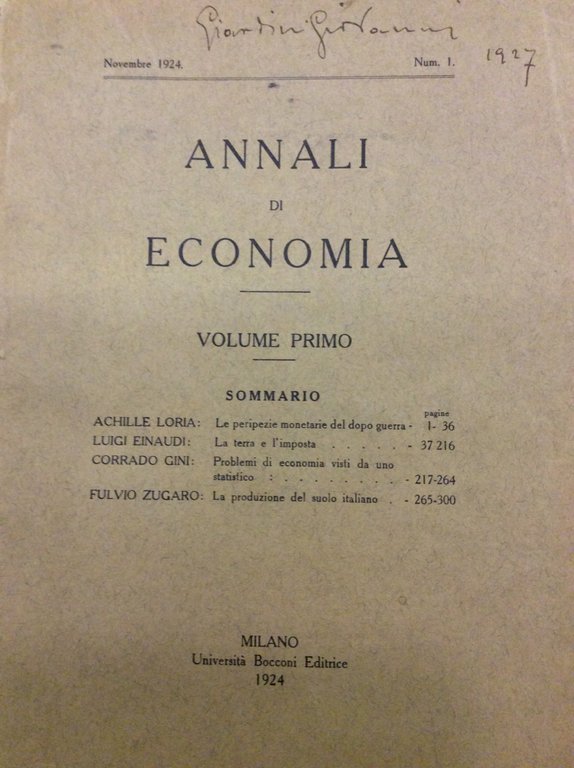 Giardini Giovanni
1927
Novembre 1924. Num. 1.
ANNALI
DI
ECONOMIA
VOLUME PRIMO
SOMMARIO
pagine
ACHILLE LORIA: Le peripezie monetarie del dopo guerra - 1- 36
LUIGI EINAUDI: La terra e l'imposta . . . . . - 37 216
CORRADO GINI: Problemi di economia visti da uno
statistico : . . . . . . . . - 217-264
FULVIO ZUGARO: La produzione del suolo italiano . - 265-300
MILANO
Università Bocconi Editrice
1924